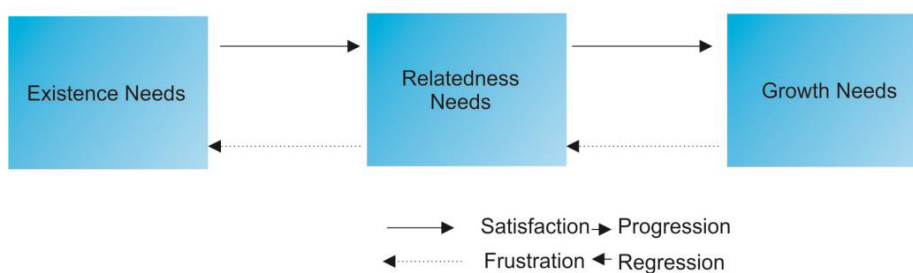 Existence Needs
Relatedness
Needs
Growth Needs
Satisfaction Progression
Frustration Regression